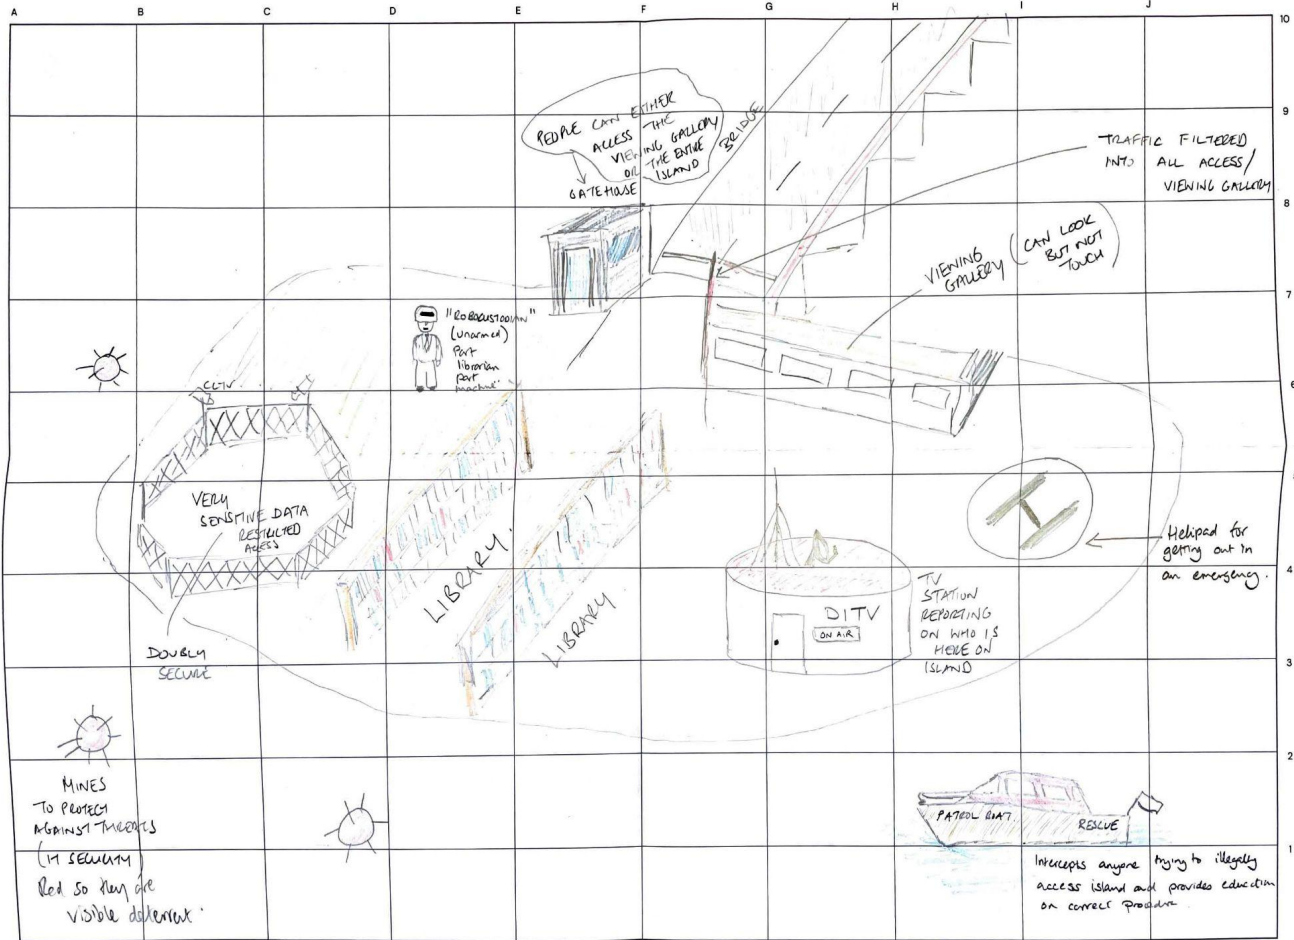 A B C D E F G H I J
10
9
8
7
6
4
3
2
1
PEOPLE CAN EITHER
ACCESS THE
VIEWING GALLERY
OR THE ENTIRE
ISLAND
GATEHOUSE
BRIDGE
TRAFFIC FILTERED
INTO ALL ACCESS/
VIEWING GALLERY
VIEWING
GALLERY
(CAN LOOK
BUT NOT
TOUCH)
(unarmed)
Part
librarian
part
machine"
CCTV
VERY
SENSITIVE DATA
RESTRICTED
ACCESS
DOUBLY
SECURE
LIBRARY
LIBRARY
DITV
ON AIR
TV
STATION
REPORTING
ON WHO IS
HERE ON
ISLAND
H
Helipad for
getting out in
an emergency.
MINES
TO PROTECT
AGAINST THREATS
(IT SECURITY)
Red so they are
visible deterrent.
PATROL BOAT
RESCUE
Intercepts anyone trying to illegally
access island and provides education
on correct procedure